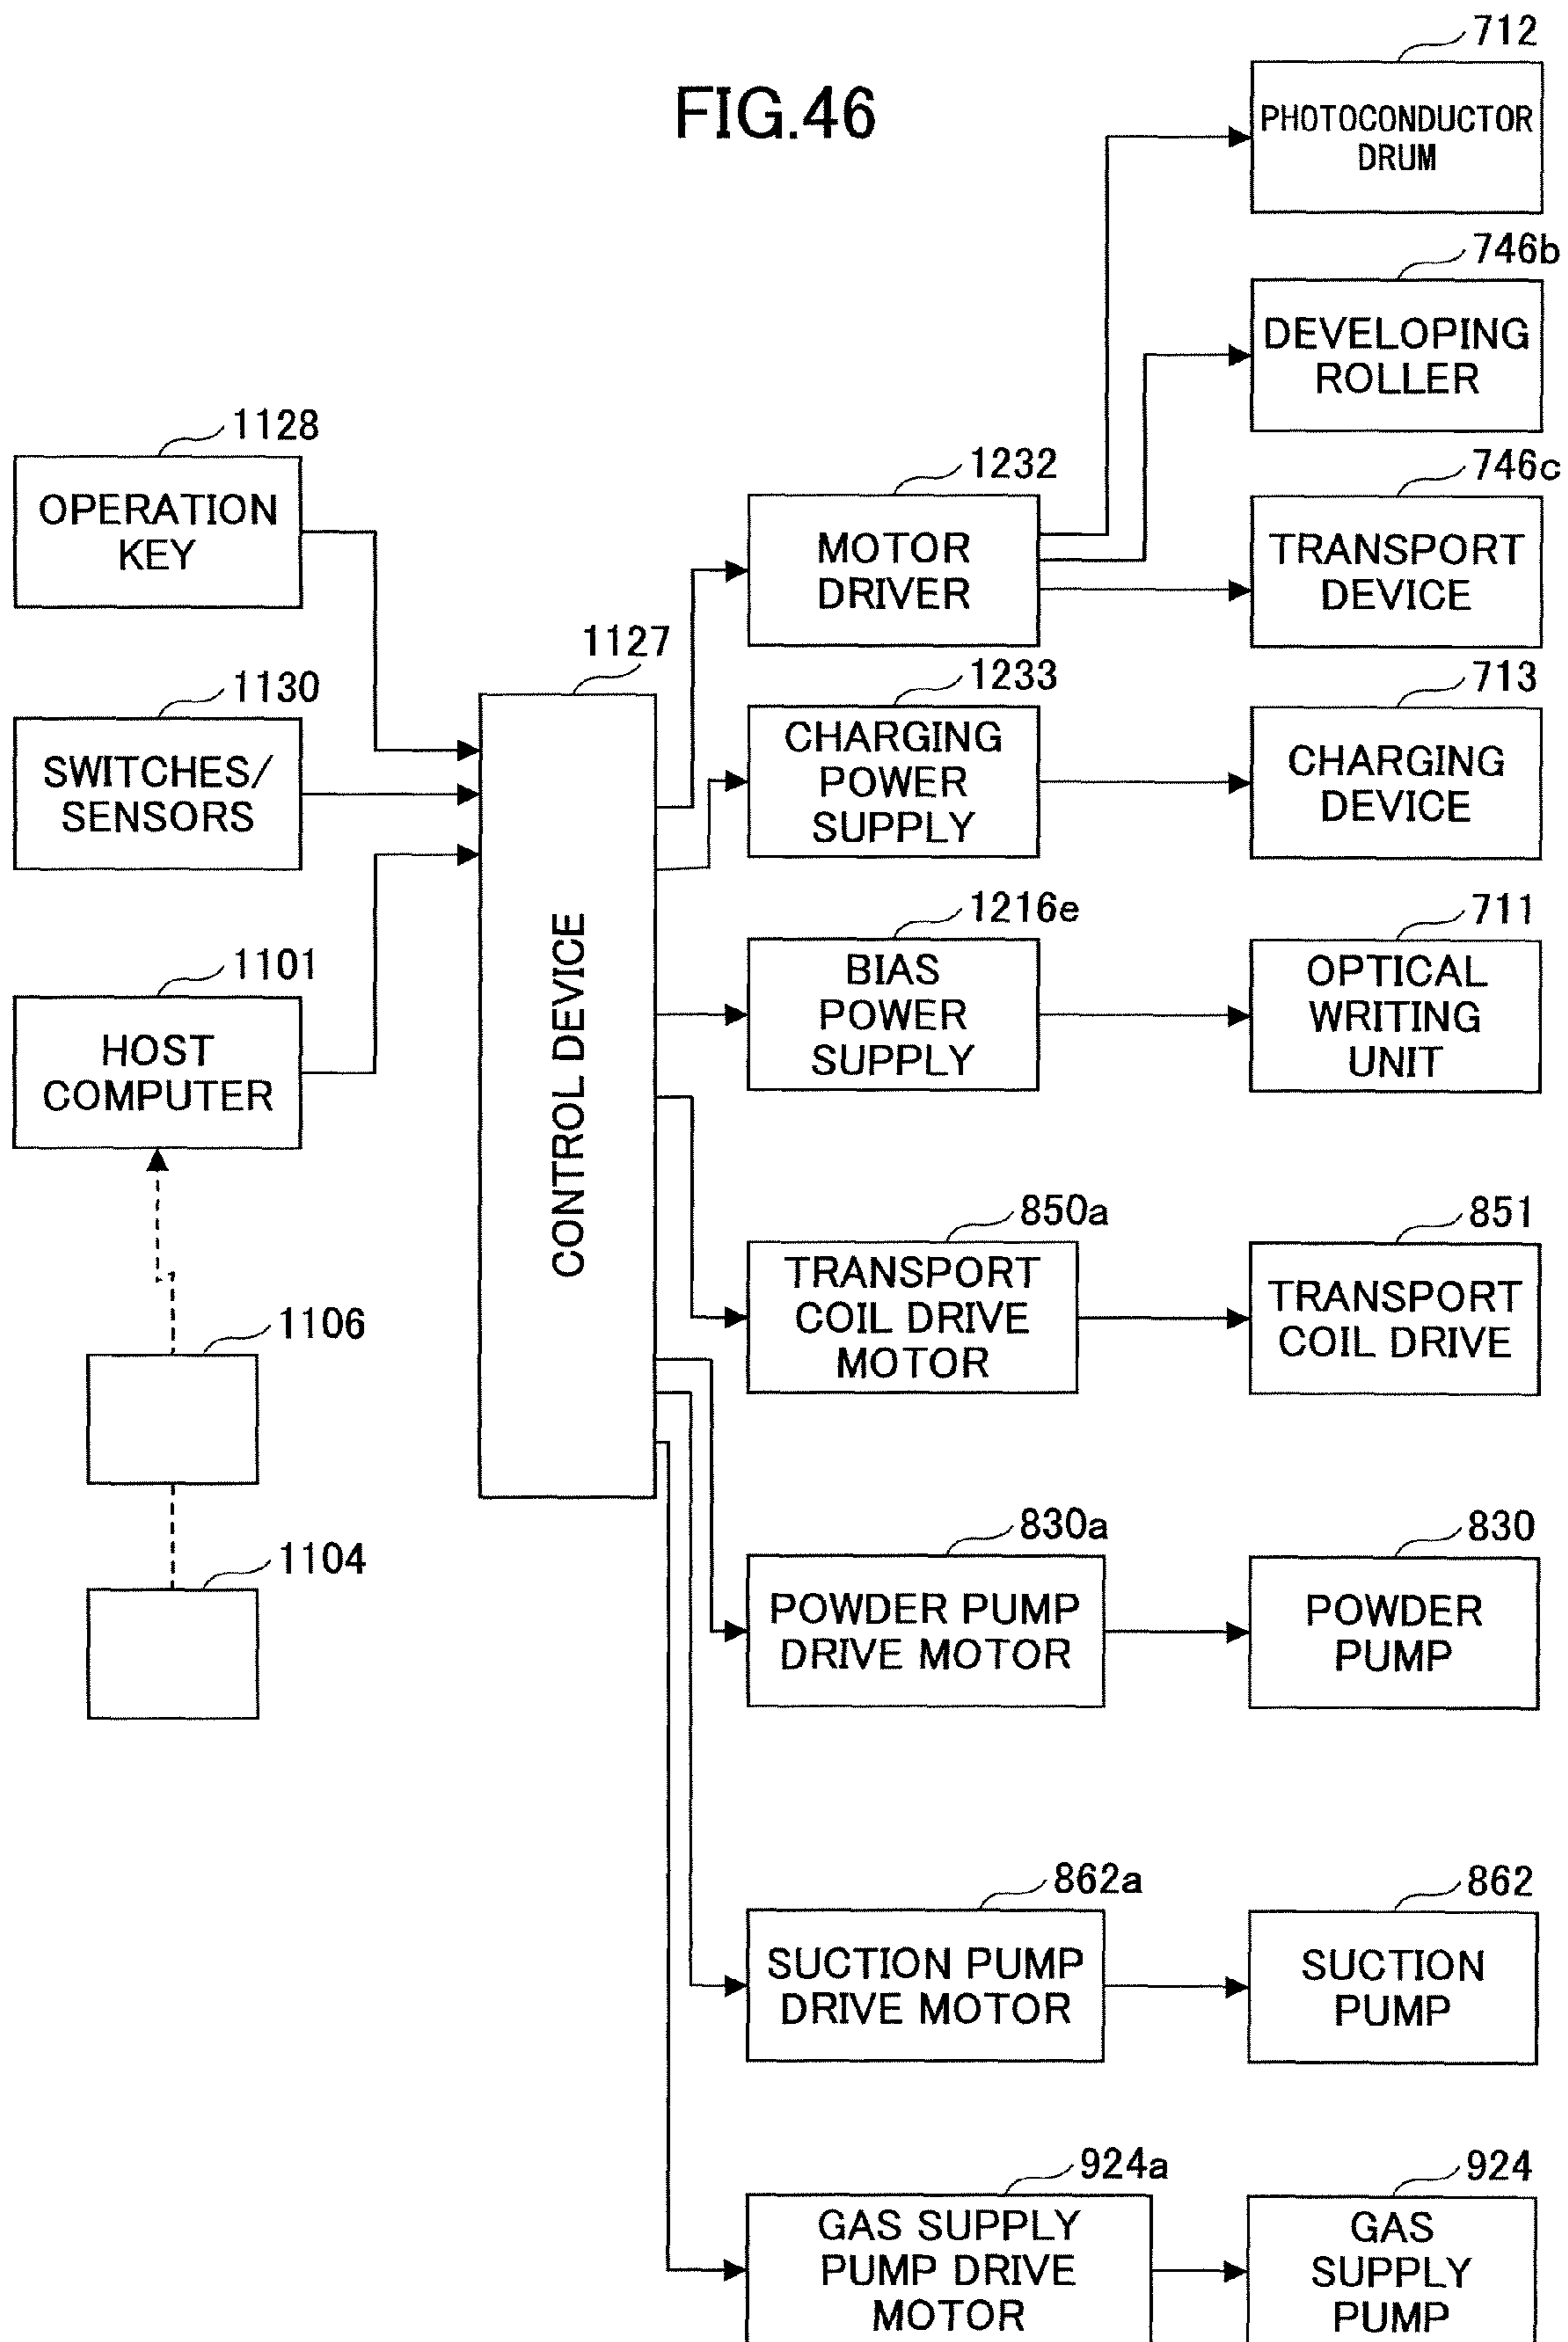 FIG.46
712
PHOTOCONDUCTOR
DRUM
746b
DEVELOPING
ROLLER
1128
OPERATION
KEY
1232
MOTOR
DRIVER
746c
TRANSPORT
DEVICE
1130
SWITCHES/
SENSORS
1127
CONTROL DEVICE
1233
CHARGING
POWER
SUPPLY
713
CHARGING
DEVICE
1101
HOST
COMPUTER
1216e
BIAS
POWER
SUPPLY
711
OPTICAL
WRITING
UNIT
850a
TRANSPORT
COIL DRIVE
MOTOR
851
TRANSPORT
COIL DRIVE
1106
1104
830a
POWDER PUMP
DRIVE MOTOR
830
POWDER
PUMP
862a
SUCTION PUMP
DRIVE MOTOR
862
SUCTION
PUMP
924a
GAS SUPPLY
PUMP DRIVE
MOTOR
924
GAS
SUPPLY
PUMP